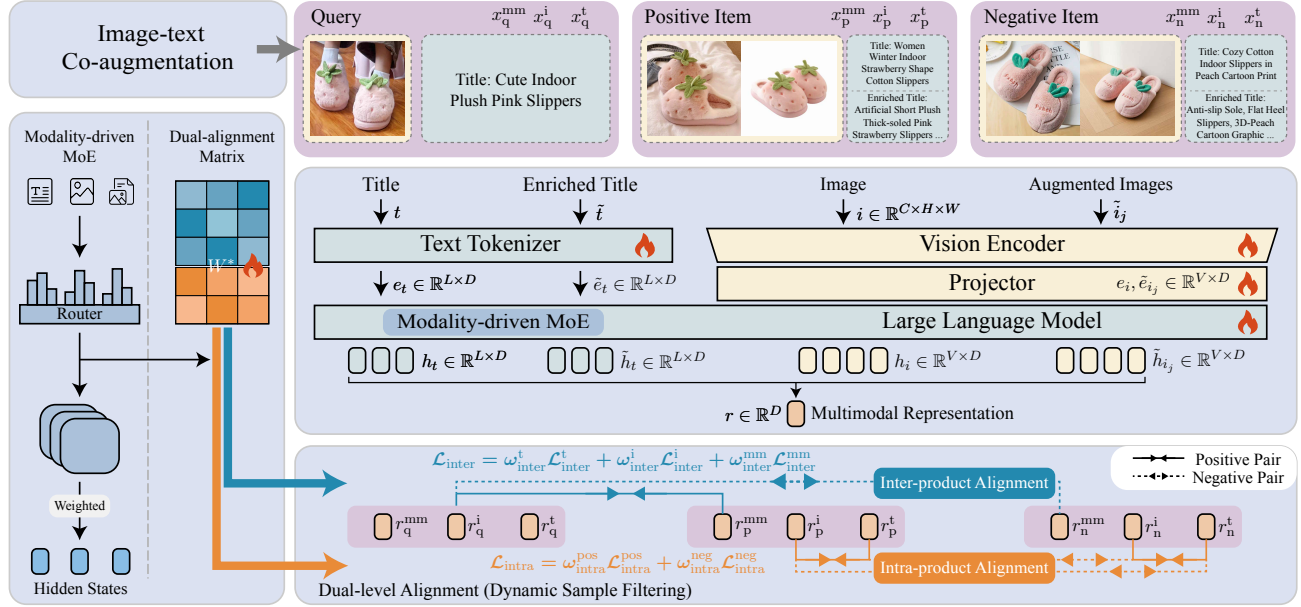 Image-text
Co-augmentation
Query
x_q^mm x_q^i x_q^t
Title: Cute Indoor
Plush Pink Slippers
Positive Item
x_p^mm x_p^i x_p^t
Title: Women
Winter Indoor
Strawberry Shape
Cotton Slippers
Enriched Title:
Artificial Short Plush
Thick-soled Pink
Strawberry Slippers ...
Negative Item
x_n^mm x_n^i x_n^t
Title: Cozy Cotton
Indoor Slippers in
Peach Cartoon Print
Enriched Title:
Anti-slip Sole, Flat Heel
Slippers, 3D-Peach
Cartoon Graphic ...
Modality-driven
MoE
Router
Weighted
Hidden States
Dual-alignment
Matrix
W*
Title
t
Enriched Title
t̃
Image
i ∈ ℝ^{C×H×W}
Augmented Images
ĩ_j
Text Tokenizer
Vision Encoder
e_t ∈ ℝ^{L×D}
ẽ_t ∈ ℝ^{L×D}
Projector
e_i, ẽ_{i_j} ∈ ℝ^{V×D}
Modality-driven MoE
Large Language Model
h_t ∈ ℝ^{L×D}
h̃_t ∈ ℝ^{L×D}
h_i ∈ ℝ^{V×D}
h̃_{i_j} ∈ ℝ^{V×D}
r ∈ ℝ^D
Multimodal Representation
ℒ_inter = ω_inter^t ℒ_inter^t + ω_inter^i ℒ_inter^i + ω_inter^mm ℒ_inter^mm
Positive Pair
Negative Pair
Inter-product Alignment
r_q^mm r_q^i r_q^t
r_p^mm r_p^i r_p^t
r_n^mm r_n^i r_n^t
ℒ_intra = ω_intra^pos ℒ_intra^pos + ω_intra^neg ℒ_intra^neg
Intra-product Alignment
Dual-level Alignment (Dynamic Sample Filtering)